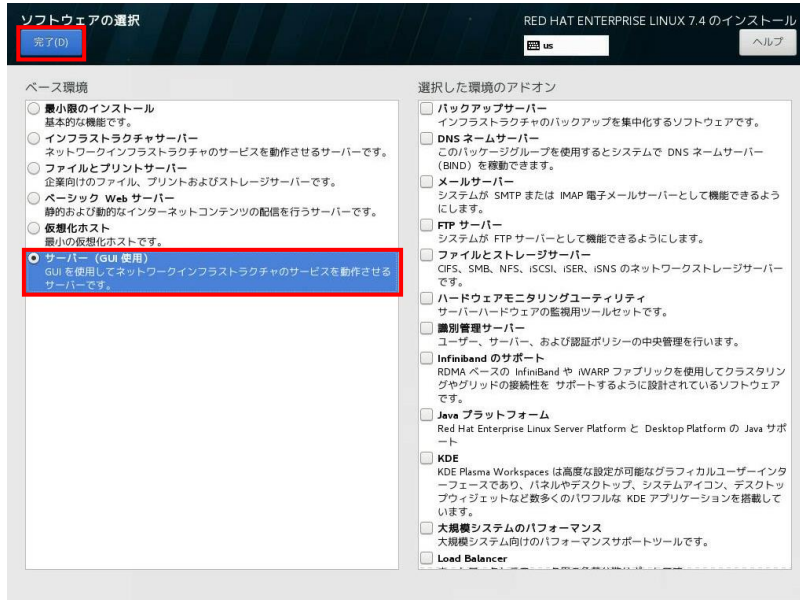 ソフトウェアの選択
RED HAT ENTERPRISE LINUX 7.4 のインストール
完了(D)
us
ヘルプ
ベース環境
最小限のインストール
基本的な機能です。
インフラストラクチャサーバー
ネットワークインフラストラクチャのサービスを動作させるサーバーです。
ファイルとプリントサーバー
企業向けのファイル、プリントおよびストレージサーバーです。
ベーシック Web サーバー
静的および動的なインターネットコンテンツの配信を行うサーバーです。
仮想化ホスト
最小の仮想化ホストです。
サーバー（GUI 使用）
GUI を使用してネットワークインフラストラクチャのサービスを動作させる
サーバーです。
選択した環境のアドオン
バックアップサーバー
インフラストラクチャのバックアップを集中化するソフトウェアです。
DNS ネームサーバー
このパッケージグループを使用するとシステムで DNS ネームサーバー
（BIND）を稼動できます。
メールサーバー
システムが SMTP または IMAP 電子メールサーバーとして機能できるよう
にします。
FTP サーバー
システムが FTP サーバーとして機能できるようにします。
ファイルとストレージサーバー
CIFS、SMB、NFS、iSCSI、iSER、iSNS のネットワークストレージサーバー
です。
ハードウェアモニタリングユーティリティ
サーバーハードウェアの監視用ツールセットです。
識別管理サーバー
ユーザー、サーバー、および認証ポリシーの中央管理を行います。
Infiniband のサポート
RDMA ベースの InfiniBand や iWARP ファブリックを使用してクラスタリン
グやグリッドの接続性を サポートするように設計されているソフトウェア
です。
Java プラットフォーム
Red Hat Enterprise Linux Server Platform と Desktop Platform の Java サポ
ート
KDE
KDE Plasma Workspaces は高度な設定が可能なグラフィカルユーザーインタ
ーフェースであり、パネルやデスクトップ、システムアイコン、デスクトッ
プウィジェットなど数多くのパワフルな KDE アプリケーションを搭載して
います。
大規模システムのパフォーマンス
大規模システム向けのパフォーマンスサポートツールです。
Load Balancer